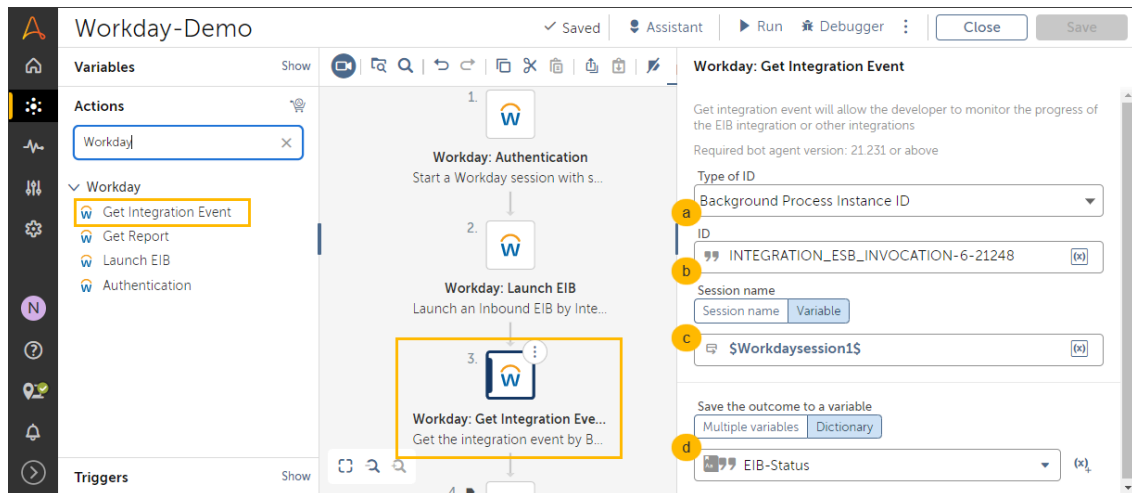 Workday-Demo
Saved
Assistant
Run
Debugger
Close
Save
Variables
Show
Actions
Workday
Workday
Get Integration Event
Get Report
Launch EIB
Authentication
N
Triggers
Show
1.
Workday: Authentication
Start a Workday session with s...
2.
Workday: Launch EIB
Launch an Inbound EIB by Inte...
3.
Workday: Get Integration Eve...
Get the integration event by B...
4.
Workday: Get Integration Event
Get integration event will allow the developer to monitor the progress of
the EIB integration or other integrations
Required bot agent version: 21.231 or above
Type of ID
a
Background Process Instance ID
ID
b
INTEGRATION_ESB_INVOCATION-6-21248
(x)
Session name
Session name
Variable
c
$Workdaysession1$
(x)
Save the outcome to a variable
Multiple variables
Dictionary
d
EIB-Status
(x)+